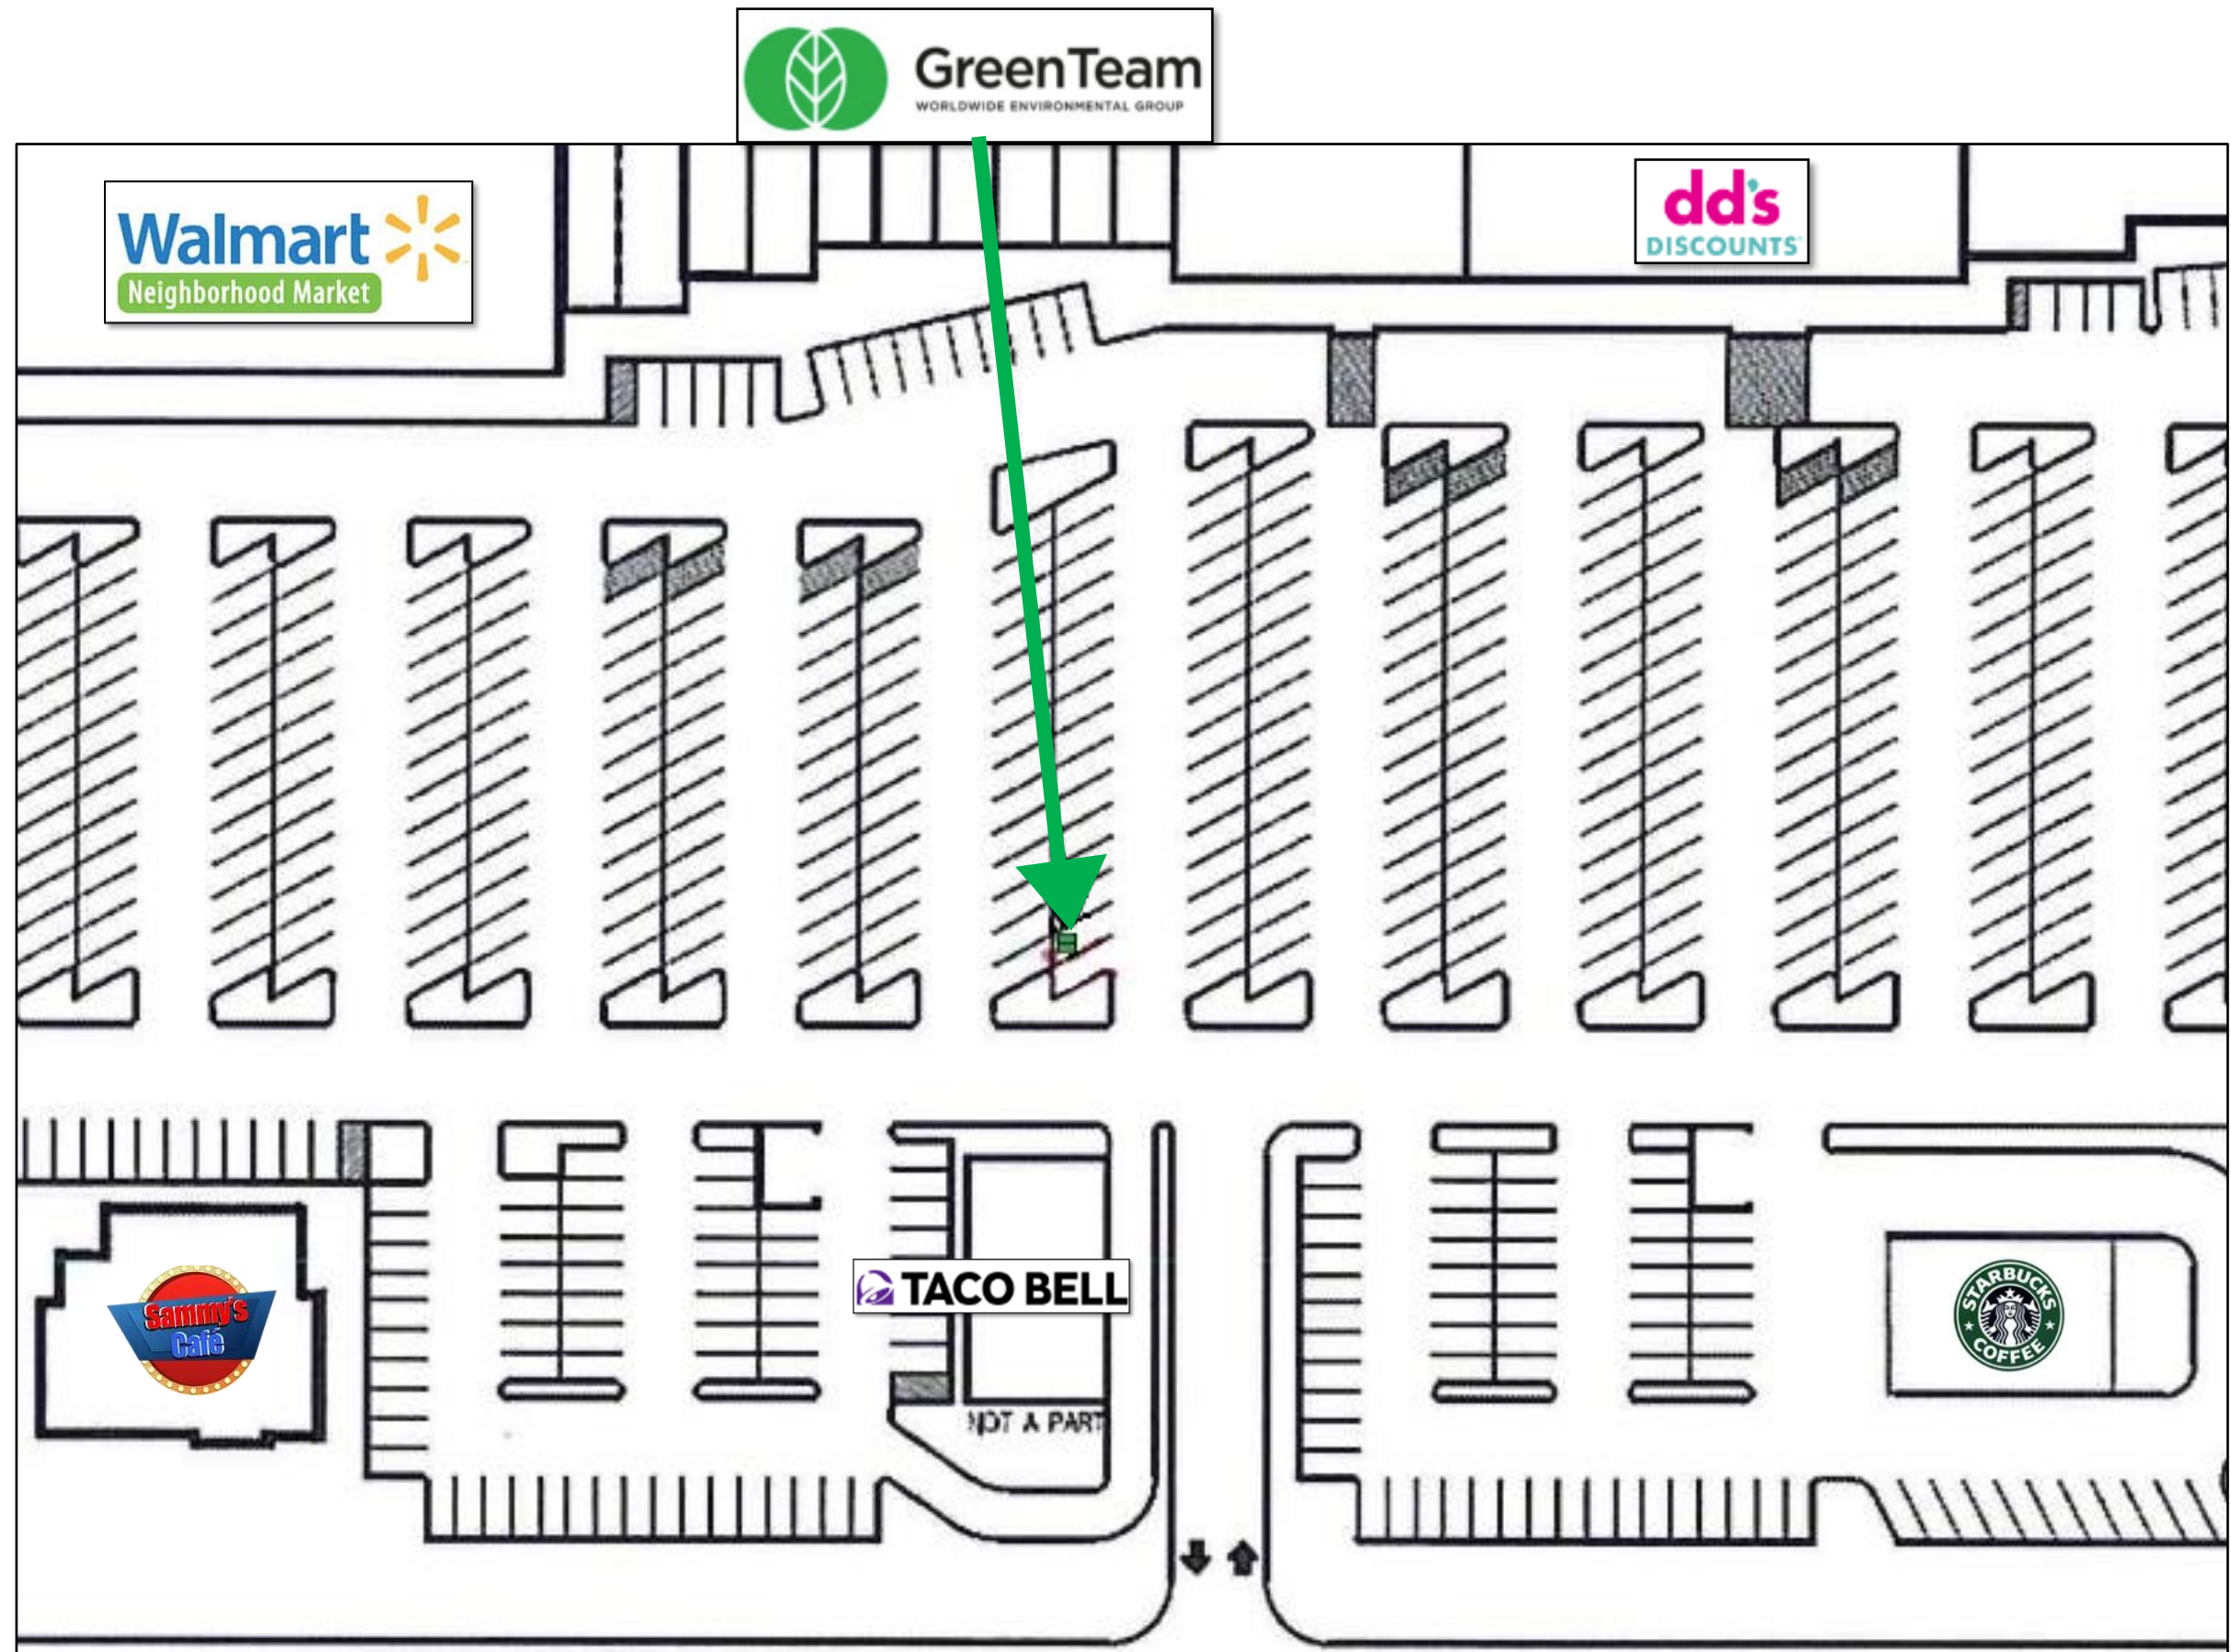 GreenTeam
WORLDWIDE ENVIRONMENTAL GROUP
Walmart
Neighborhood Market
dd's
DISCOUNTS
Sammy's
Café
TACO BELL
STARBUCKS
COFFEE
NOT A PART